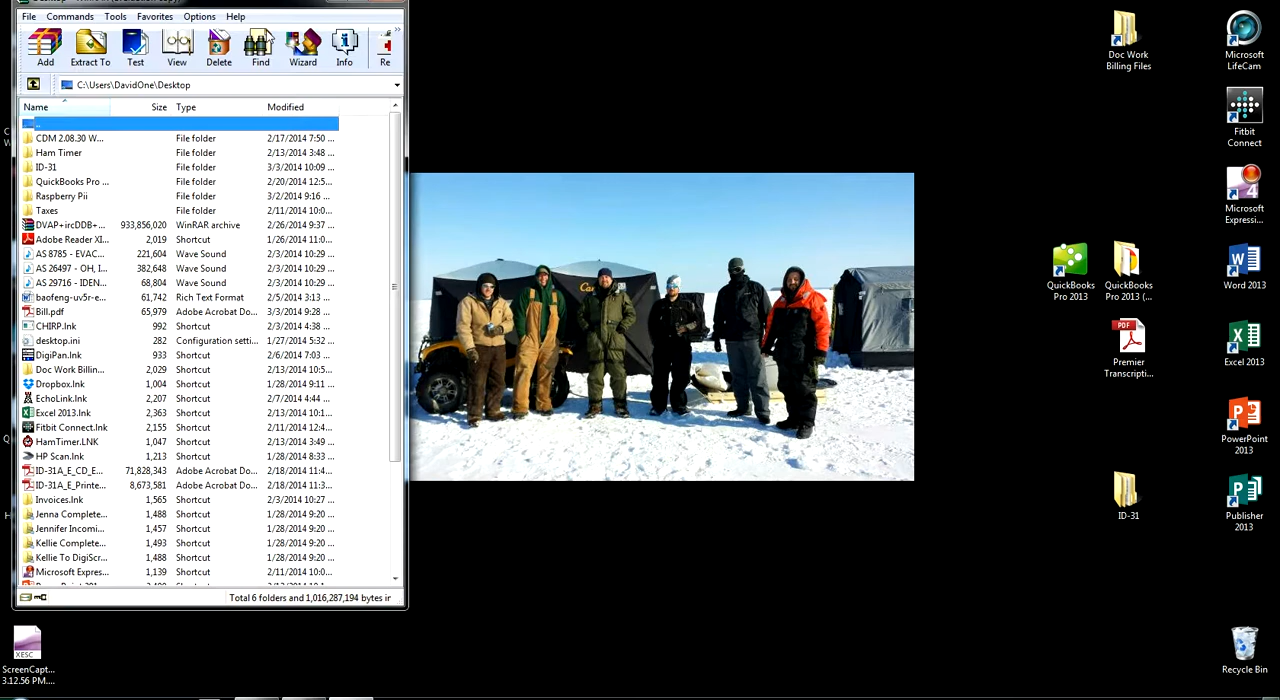 File Commands Tools Favorites Options Help
Add Extract To Test View Delete Find Wizard Info Re
C:\Users\DavidOne\Desktop
Name Size Type Modified
..
CDM 2.08.30 W... File folder 2/17/2014 7:50 ...
Ham Timer File folder 2/13/2014 3:48 ...
ID-31 File folder 3/3/2014 10:09 ...
QuickBooks Pro ... File folder 2/20/2014 12:5...
Raspberry Pii File folder 3/2/2014 9:16 ...
Taxes File folder 2/11/2014 10:0...
DVAP+ircDDB+... 933,856,020 WinRAR archive 2/26/2014 9:37 ...
Adobe Reader XI... 2,019 Shortcut 1/26/2014 11:0...
AS 8785 - EVAC... 221,604 Wave Sound 2/3/2014 10:29 ...
AS 26497 - OH, I... 382,648 Wave Sound 2/3/2014 10:29 ...
AS 29716 - IDEN... 68,804 Wave Sound 2/3/2014 10:29 ...
baofeng-uv5r-e... 61,742 Rich Text Format 2/5/2014 3:13 ...
Bill.pdf 65,979 Adobe Acrobat Do... 3/3/2014 9:28 ...
CHIRP.lnk 992 Shortcut 2/3/2014 4:38 ...
desktop.ini 282 Configuration setti... 1/27/2014 5:32 ...
DigiPan.lnk 933 Shortcut 2/6/2014 7:03 ...
Doc Work Billin... 2,029 Shortcut 2/13/2014 10:5...
Dropbox.lnk 1,004 Shortcut 1/28/2014 9:11 ...
EchoLink.lnk 2,207 Shortcut 2/7/2014 4:44 ...
Excel 2013.lnk 2,363 Shortcut 2/13/2014 10:1...
Fitbit Connect.lnk 2,155 Shortcut 2/11/2014 12:4...
HamTimer.LNK 1,047 Shortcut 2/13/2014 3:49 ...
HP Scan.lnk 1,213 Shortcut 1/28/2014 8:33 ...
ID-31A_E_CD_E... 71,828,343 Adobe Acrobat Do... 2/18/2014 11:4...
ID-31A_E_Printe... 8,673,581 Adobe Acrobat Do... 2/18/2014 11:3...
Invoices.lnk 1,565 Shortcut 2/3/2014 10:27 ...
Jenna Complete... 1,488 Shortcut 1/28/2014 9:20 ...
Jennifer Incomi... 1,457 Shortcut 1/28/2014 9:20 ...
Kellie Complete... 1,493 Shortcut 1/28/2014 9:20 ...
Kellie To DigiScr... 1,488 Shortcut 1/28/2014 9:20 ...
Microsoft Expres... 1,139 Shortcut 2/11/2014 10:0...
Total 6 folders and 1,016,287,194 bytes ir
XESC
ScreenCapt...
3.12.56 PM....
Doc Work
Billing Files
Microsoft
LifeCam
Fitbit
Connect
Microsoft
Expressi...
QuickBooks
Pro 2013
QuickBooks
Pro 2013 (...
Word 2013
PDF
Premier
Transcripti...
Excel 2013
PowerPoint
2013
ID-31
Publisher
2013
Recycle Bin